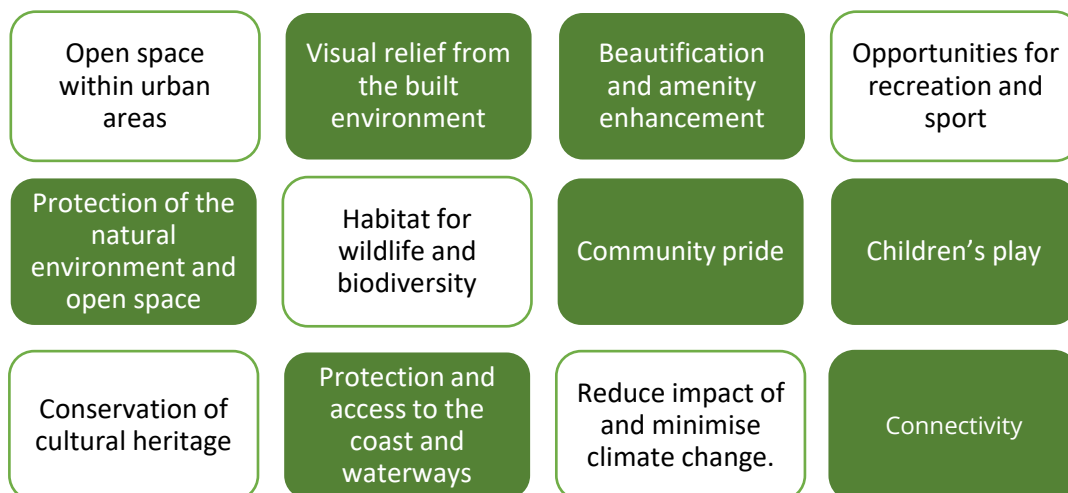 Open space
within urban
areas
Visual relief from
the built
environment
Beautification
and amenity
enhancement
Opportunities for
recreation and
sport
Protection of the
natural
environment and
open space
Habitat for
wildlife and
biodiversity
Community pride
Children’s play
Conservation of
cultural heritage
Protection and
access to the
coast and
waterways
Reduce impact of
and minimise
climate change.
Connectivity